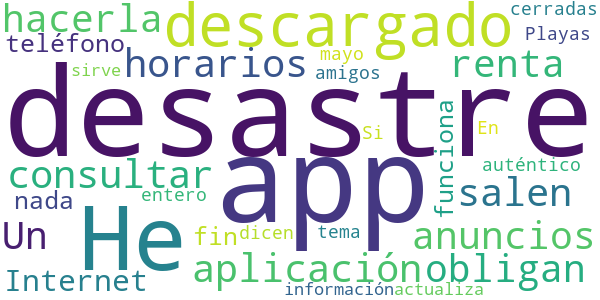 hacerla descargado cerradas
teléfono horarios mayo renta Playas
sirve amigos
desastre
consultar app Si funciona En
nada entero He salen auténtico
Un fin dicen tema anuncios
Internet aplicación obligan
información actualiza